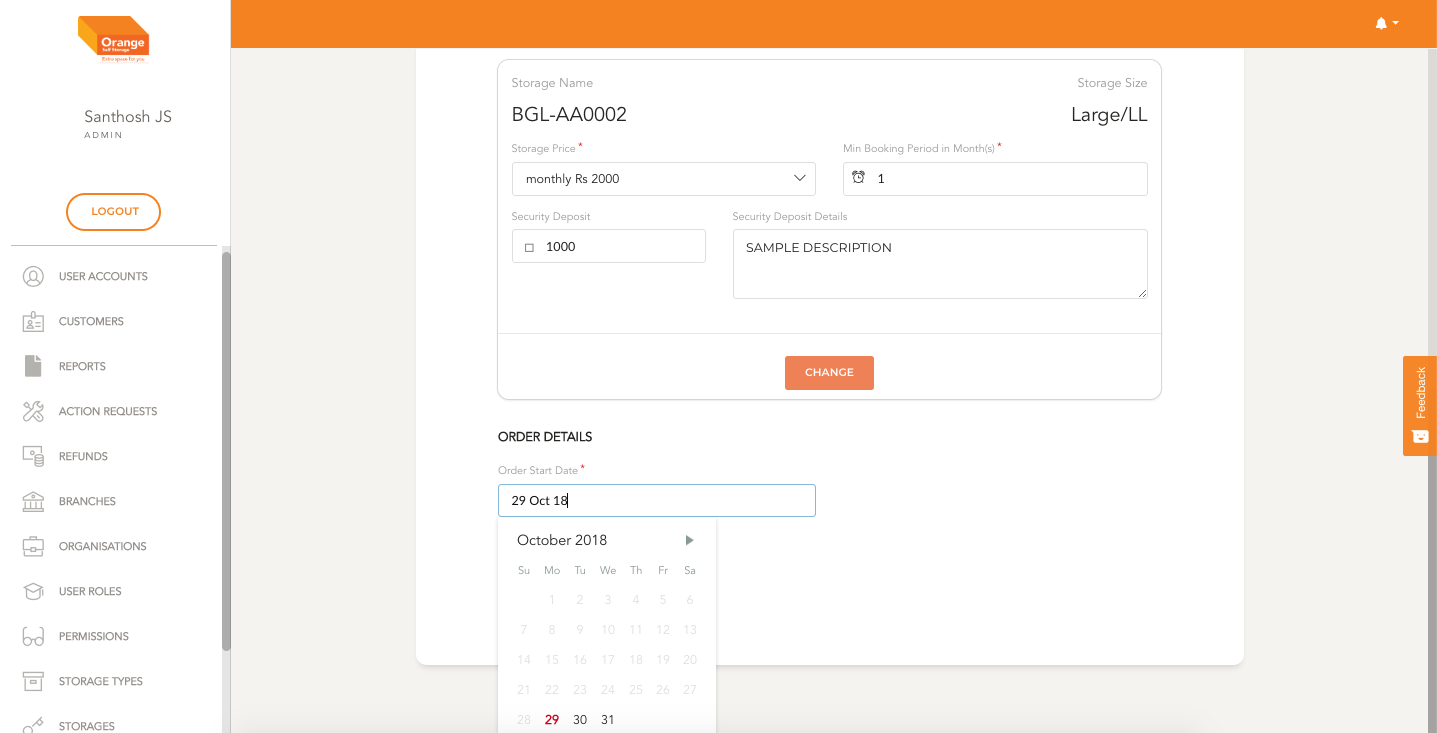 Orange
Self Storage
Extra space for you
Santhosh JS
ADMIN
LOGOUT
USER ACCOUNTS
CUSTOMERS
REPORTS
ACTION REQUESTS
REFUNDS
BRANCHES
ORGANISATIONS
USER ROLES
PERMISSIONS
STORAGE TYPES
STORAGES
Storage Name Storage Size
BGL-AA0002 Large/LL
Storage Price* Min Booking Period in Month(s)*
monthly Rs 2000 1
Security Deposit Security Deposit Details
1000 SAMPLE DESCRIPTION
CHANGE
ORDER DETAILS
Order Start Date*
29 Oct 18
October 2018
Su Mo Tu We Th Fr Sa
1 2 3 4 5 6
7 8 9 10 11 12 13
14 15 16 17 18 19 20
21 22 23 24 25 26 27
28 29 30 31
Feedback